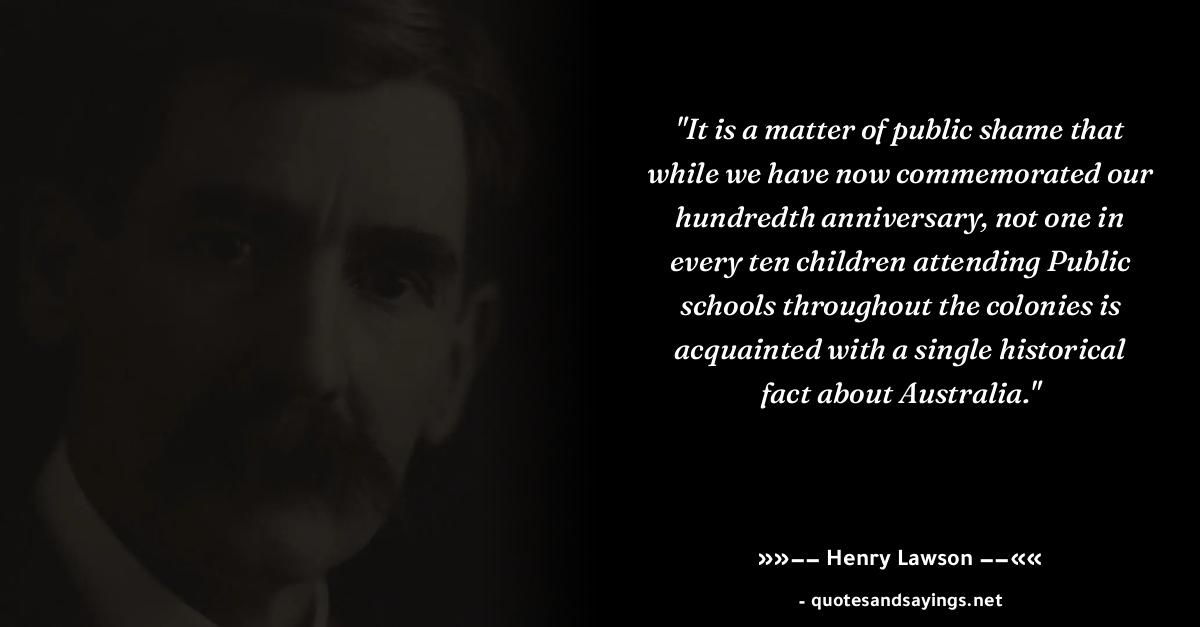 "It is a matter of public shame that
while we have now commemorated our
hundredth anniversary, not one in
every ten children attending Public
schools throughout the colonies is
acquainted with a single historical
fact about Australia."
»»–– Henry Lawson ––««
- quotesandsayings.net